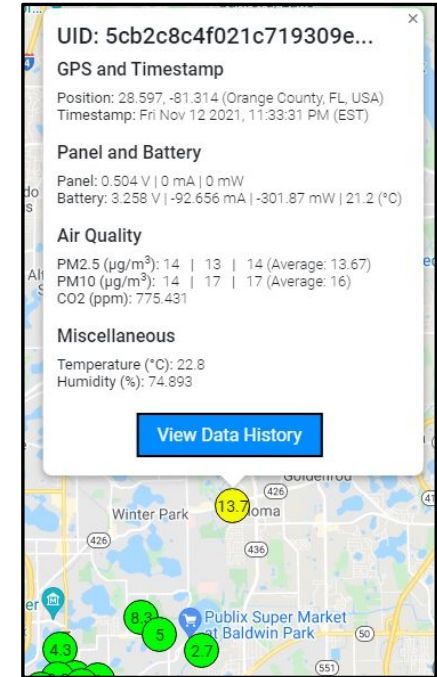 ×
UID: 5cb2c8c4f021c719309e...
GPS and Timestamp
Position: 28.597, -81.314 (Orange County, FL, USA)
Timestamp: Fri Nov 12 2021, 11:33:31 PM (EST)
Panel and Battery
Panel: 0.504 V | 0 mA | 0 mW
Battery: 3.258 V | -92.656 mA | -301.87 mW | 21.2 (°C)
Air Quality
PM2.5 (µg/m³): 14 | 13 | 14 (Average: 13.67)
PM10 (µg/m³): 14 | 17 | 17 (Average: 16)
CO2 (ppm): 775.431
Miscellaneous
Temperature (°C): 22.8
Humidity (%): 74.893
View Data History
Goldenrod
426
Winter Park
13.7
oma
426
436
8.3
5
Publix Super Market
at Baldwin Park
50
4.3
2.7
551